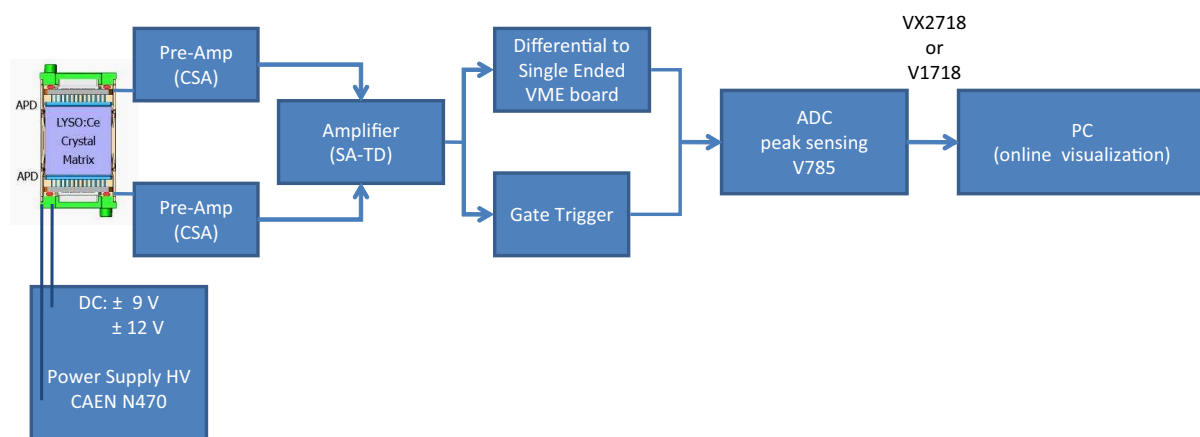 VX2718
or
V1718
Pre-Amp
(CSA)
Differential to
Single Ended
VME board
APD
LYSO:Ce
Crystal
Matrix
APD
Amplifier
(SA-TD)
ADC
peak sensing
V785
PC
(online visualization)
Pre-Amp
(CSA)
Gate Trigger
DC: ± 9 V
± 12 V
Power Supply HV
CAEN N470